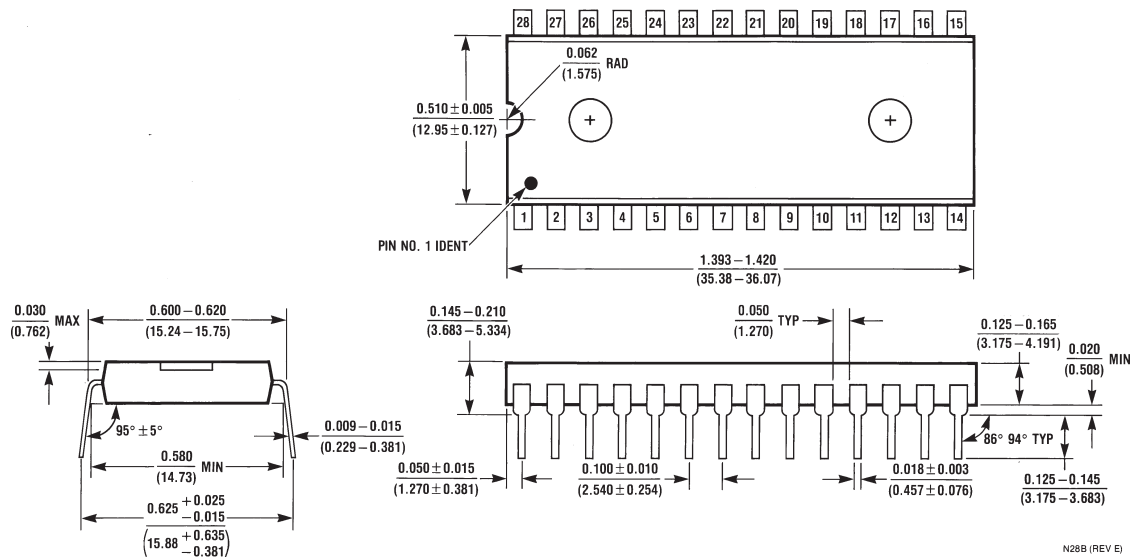 28 27 26 25 24 23 22 21 20 19 18 17 16 15
0.062
(1.575)
RAD
0.510 ± 0.005
(12.95 ± 0.127)
1 2 3 4 5 6 7 8 9 10 11 12 13 14
PIN NO. 1 IDENT
1.393 – 1.420
(35.38 – 36.07)
0.030
(0.762)
MAX
0.600 – 0.620
(15.24 – 15.75)
0.145 – 0.210
(3.683 – 5.334)
0.050
(1.270)
TYP
0.125 – 0.165
(3.175 – 4.191)
0.020
(0.508)
MIN
95° ± 5°
0.009 – 0.015
(0.229 – 0.381)
86° 94° TYP
0.580
(14.73)
MIN
0.050 ± 0.015
(1.270 ± 0.381)
0.100 ± 0.010
(2.540 ± 0.254)
0.018 ± 0.003
(0.457 ± 0.076)
0.125 – 0.145
(3.175 – 3.683)
0.625 + 0.025
– 0.015
(15.88 + 0.635
– 0.381)
N28B (REV E)